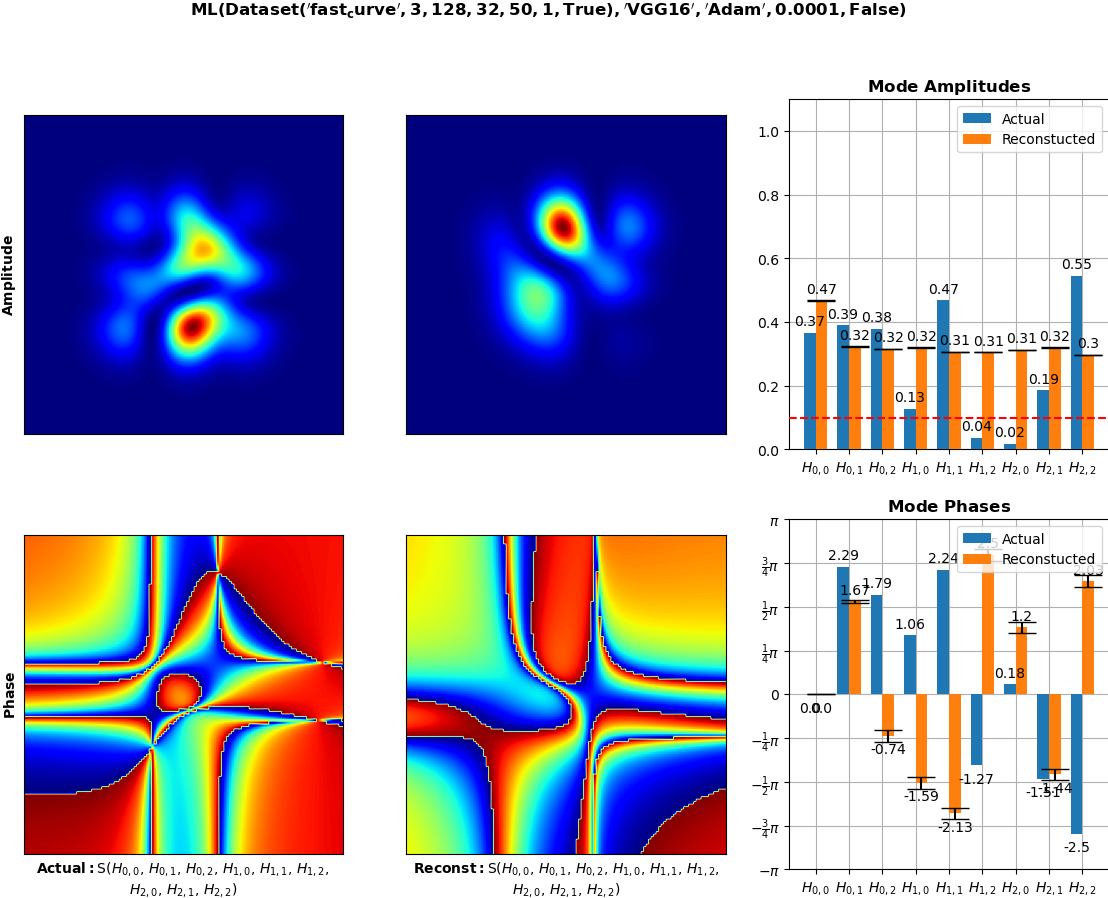 ML(Dataset('fast_curve', 3, 128, 32, 50, 1, True), 'VGG16', 'Adam', 0.0001, False)
Amplitude
Mode Amplitudes
Actual
Reconstucted
1.0
0.8
0.6
0.4
0.2
0.0
0.37 0.47 0.39 0.32 0.38 0.32 0.13 0.32 0.47 0.31 0.04 0.31 0.02 0.31 0.19 0.32 0.55 0.3
H0,0 H0,1 H0,2 H1,0 H1,1 H1,2 H2,0 H2,1 H2,2
Phase
Actual: S(H0,0, H0,1, H0,2, H1,0, H1,1, H1,2,
H2,0, H2,1, H2,2)
Reconst: S(H0,0, H0,1, H0,2, H1,0, H1,1, H1,2,
H2,0, H2,1, H2,2)
Mode Phases
Actual
Reconstucted
π
3/4π
1/2π
1/4π
0
−1/4π
−1/2π
−3/4π
−π
0.0 0.0 2.29 1.67 1.79 -0.74 1.06 -1.59 2.24 -2.13 -1.27 2.5 0.18 1.2 -1.51 -1.44 -2.5 2.03
H0,0 H0,1 H0,2 H1,0 H1,1 H1,2 H2,0 H2,1 H2,2